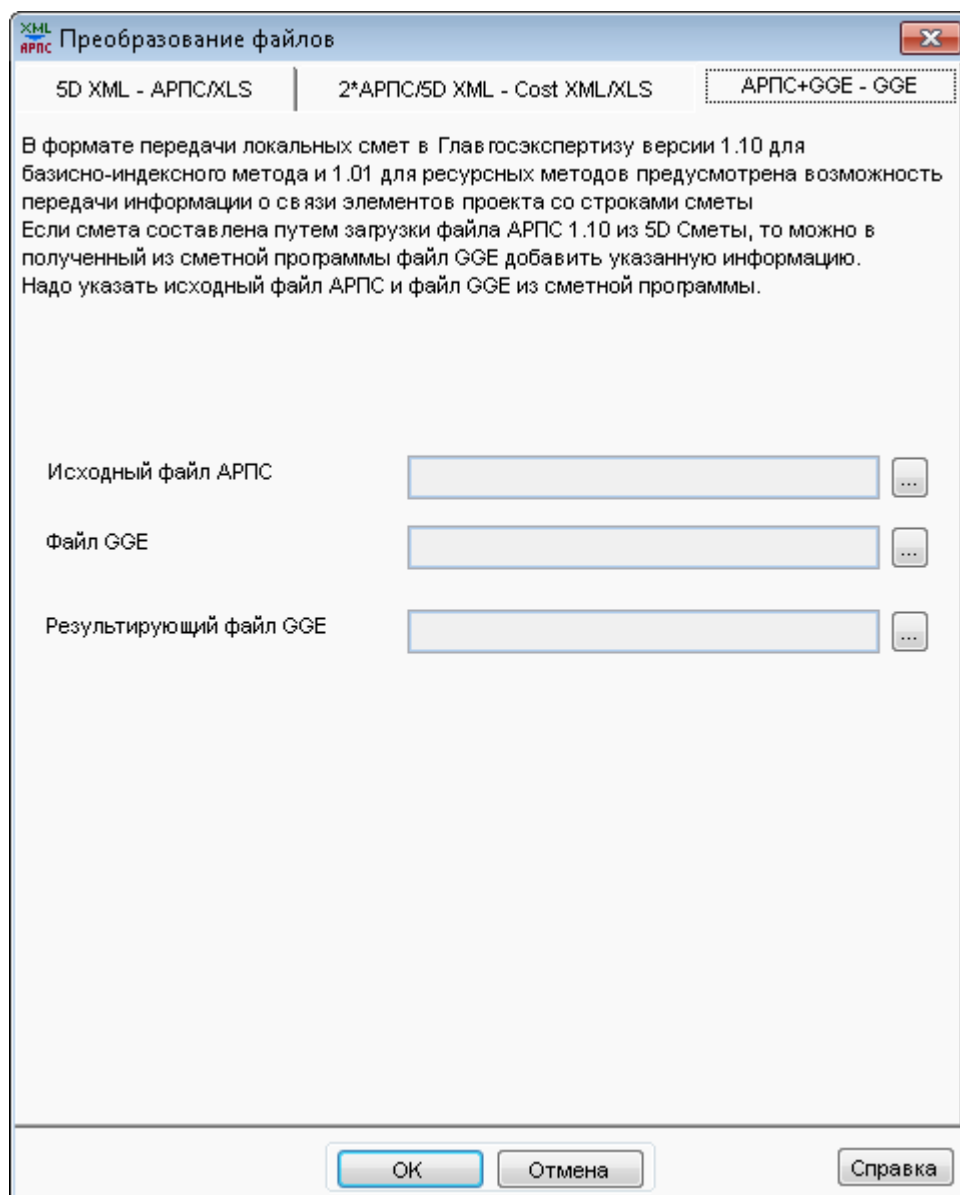 XML
АРПС
Преобразование файлов
5D XML - АРПС/XLS
2*АРПС/5D XML - Cost XML/XLS
АРПС+GGE - GGE
В формате передачи локальных смет в Главгосэкспертизу версии 1.10 для
базисно-индексного метода и 1.01 для ресурсных методов предусмотрена возможность
передачи информации о связи элементов проекта со строками сметы
Если смета составлена путем загрузки файла АРПС 1.10 из 5D Сметы, то можно в
полученный из сметной программы файл GGE добавить указанную информацию.
Надо указать исходный файл АРПС и файл GGE из сметной программы.
Исходный файл АРПС
...
Файл GGE
...
Результирующий файл GGE
...
OK
Отмена
Справка